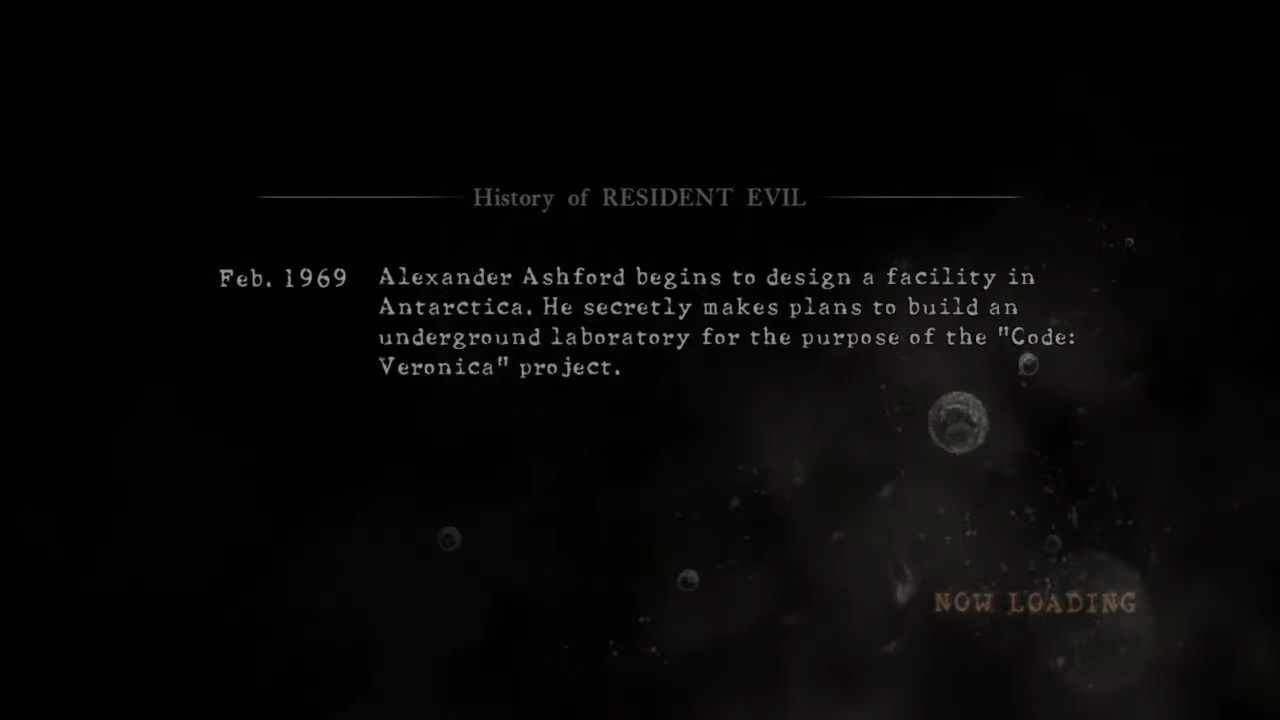 History of RESIDENT EVIL
Feb. 1969 Alexander Ashford begins to design a facility in
Antarctica. He secretly makes plans to build an
underground laboratory for the purpose of the "Code:
Veronica" project.
NOW LOADING